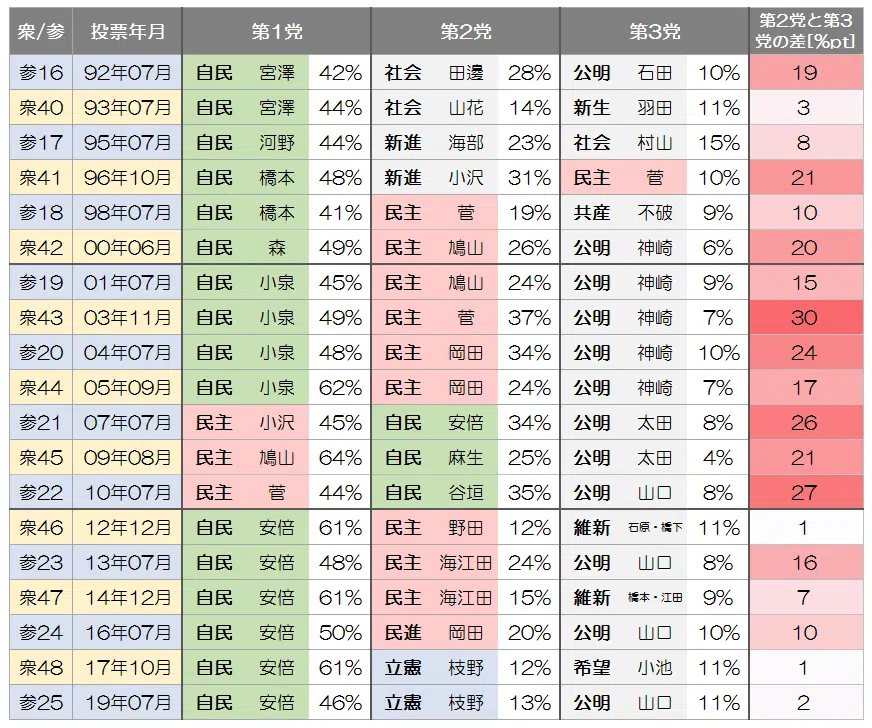 衆/参 投票年月 第1党 第2党 第3党 第2党と第3
党の差[%pt]
参16 92年07月 自民 宮澤 42% 社会 田邊 28% 公明 石田 10% 19
衆40 93年07月 自民 宮澤 44% 社会 山花 14% 新生 羽田 11% 3
参17 95年07月 自民 河野 44% 新進 海部 23% 社会 村山 15% 8
衆41 96年10月 自民 橋本 48% 新進 小沢 31% 民主 菅 10% 21
参18 98年07月 自民 橋本 41% 民主 菅 19% 共産 不破 9% 10
衆42 00年06月 自民 森 49% 民主 鳩山 26% 公明 神崎 6% 20
参19 01年07月 自民 小泉 45% 民主 鳩山 24% 公明 神崎 9% 15
衆43 03年11月 自民 小泉 49% 民主 菅 37% 公明 神崎 7% 30
参20 04年07月 自民 小泉 48% 民主 岡田 34% 公明 神崎 10% 24
衆44 05年09月 自民 小泉 62% 民主 岡田 24% 公明 神崎 7% 17
参21 07年07月 民主 小沢 45% 自民 安倍 34% 公明 太田 8% 26
衆45 09年08月 民主 鳩山 64% 自民 麻生 25% 公明 太田 4% 21
参22 10年07月 民主 菅 44% 自民 谷垣 35% 公明 山口 8% 27
衆46 12年12月 自民 安倍 61% 民主 野田 12% 維新 石原・橋下 11% 1
参23 13年07月 自民 安倍 48% 民主 海江田 24% 公明 山口 8% 16
衆47 14年12月 自民 安倍 61% 民主 海江田 15% 維新 橋本・江田 9% 7
参24 16年07月 自民 安倍 50% 民進 岡田 20% 公明 山口 10% 10
衆48 17年10月 自民 安倍 61% 立憲 枝野 12% 希望 小池 11% 1
参25 19年07月 自民 安倍 46% 立憲 枝野 13% 公明 山口 11% 2